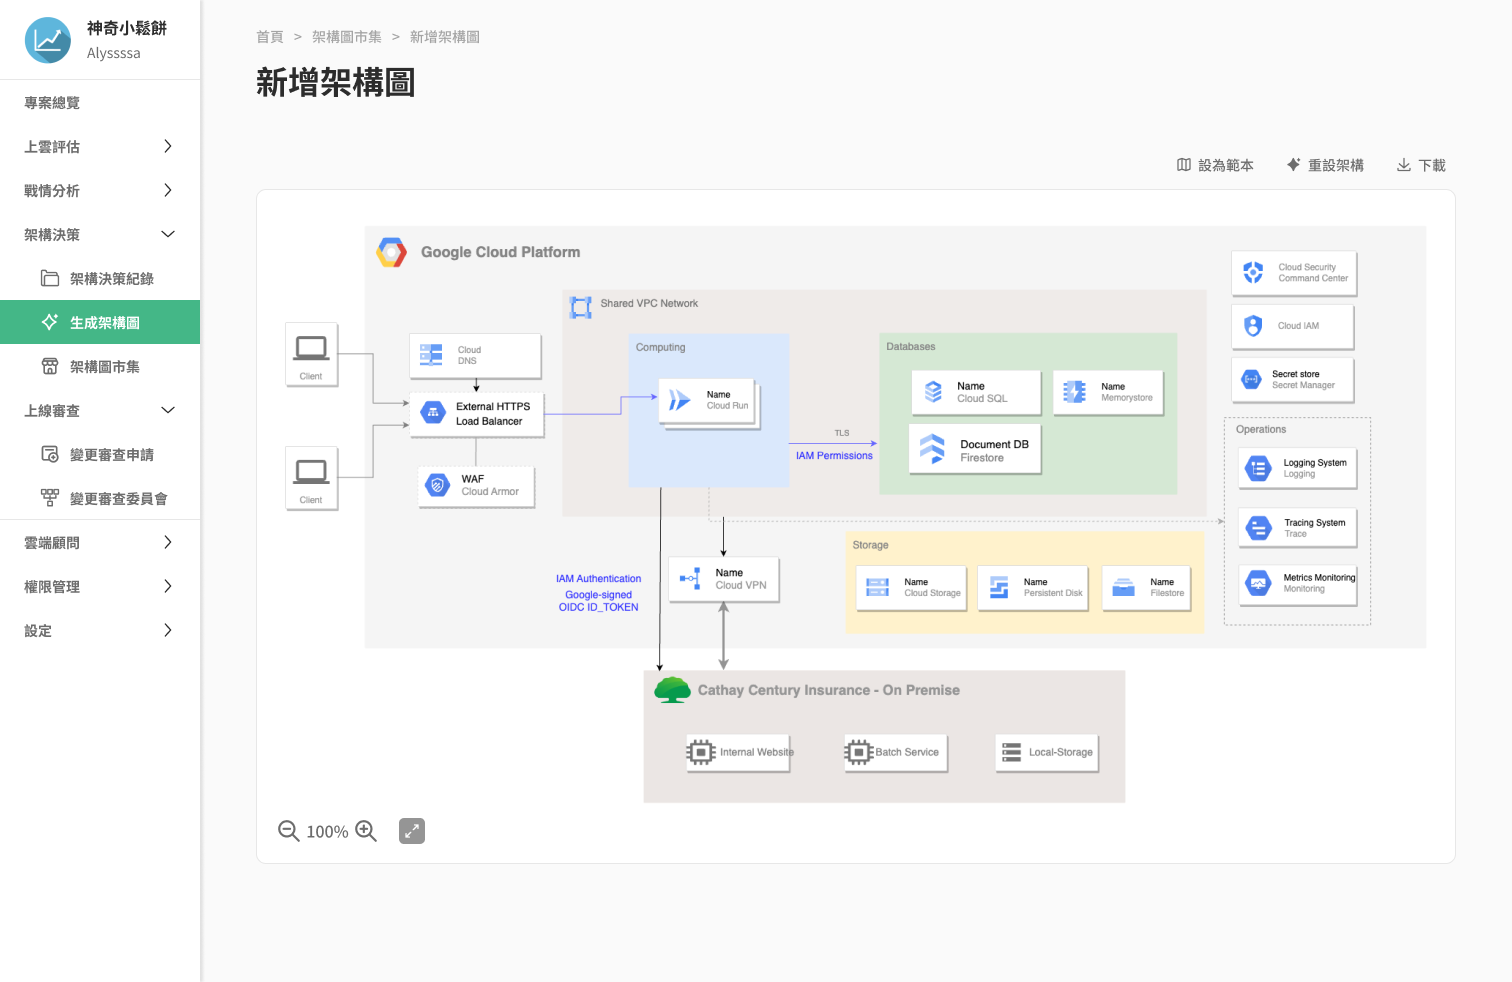 神奇小鬆餅
Alyssssa
專案總覽
上雲評估
戰情分析
架構決策
架構決策紀錄
生成架構圖
架構圖市集
上線審查
變更審查申請
變更審查委員會
雲端顧問
權限管理
設定
首頁 > 架構圖市集 > 新增架構圖
新增架構圖
設為範本
重設架構
下載
Google Cloud Platform
Shared VPC Network
Client
Client
Cloud
DNS
External HTTPS
Load Balancer
WAF
Cloud Armor
Computing
Name
Cloud Run
TLS
IAM Permissions
Databases
Name
Cloud SQL
Name
Memorystore
Document DB
Firestore
Cloud Security
Command Center
Cloud IAM
Secret store
Secret Manager
Operations
Logging System
Logging
Tracing System
Trace
Metrics Monitoring
Monitoring
IAM Authentication
Google-signed
OIDC ID_TOKEN
Name
Cloud VPN
Storage
Name
Cloud Storage
Name
Persistent Disk
Name
Filestore
Cathay Century Insurance - On Premise
Internal Website
Batch Service
Local-Storage
100%